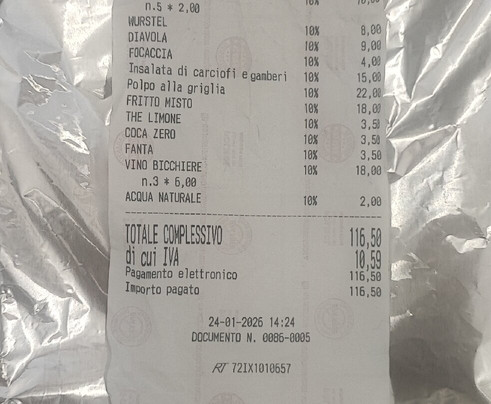 n.5 * 2,00 10% 10,00
WURSTEL 10% 8,00
DIAVOLA 10% 9,00
FOCACCIA 10% 4,00
Insalata di carciofi e gamberi 10% 15,00
Polpo alla griglia 10% 22,00
FRITTO MISTO 10% 18,00
THE LIMONE 10% 3,50
COCA ZERO 10% 3,50
FANTA 10% 3,50
VINO BICCHIERE 10% 18,00
n.3 * 6,00
ACQUA NATURALE 10% 2,00
TOTALE COMPLESSIVO 116,50
di cui IVA 10,59
Pagamento elettronico 116,50
Importo pagato 116,50
24-01-2026 14:24
DOCUMENTO N. 0086-0005
RT 72IX1010657